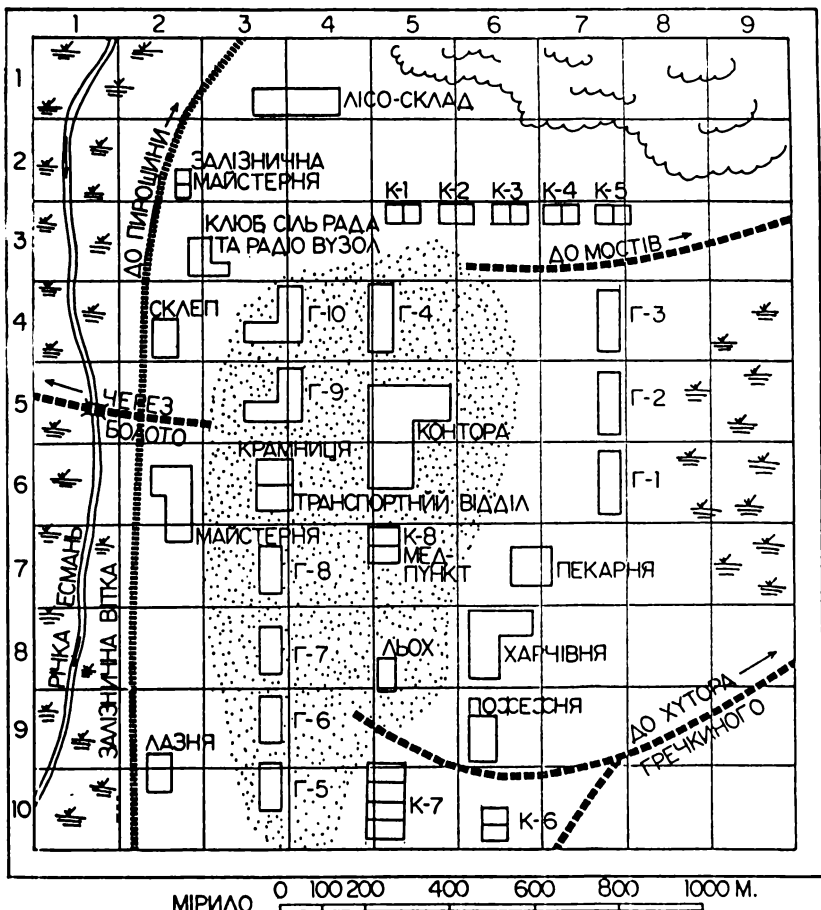 1 2 3 4 5 6 7 8 9
1
ЛІСО-СКЛАД
2
ЗАЛІЗНИЧНА
МАЙСТЕРНЯ
ДО ПИРОЩИНИ
К-1 К-2 К-3 К-4 К-5
3
КЛЮБ, СІЛЬ РАДА
ТА РАДІО ВУЗОЛ
ДО МОСТІВ
4
СКЛЕП
Г-10
Г-4
Г-3
5
ЧЕРЕЗ
БОЛОТО
Г-9
КОНТОРА
Г-2
6
КРАМНИЦЯ
ТРАНСПОРТНИЙ ВІДДІЛ
Г-1
МАЙСТЕРНЯ
7
Г-8
К-8
МЕД-
ПУНКТ
ПЕКАРНЯ
РІЧКА ЕСМАНЬ
ЗАЛІЗНИЧНА ВІТКА
8
Г-7
ЛЬОХ
ХАРЧІВНЯ
9
ЛАЗНЯ
Г-6
ПОЖЕЖНЯ
ДО ХУТОРА
ГРЕЧКИНОГО
10
Г-5
К-7
К-6
МІРИЛО 0 100 200 400 600 800 1000 М.